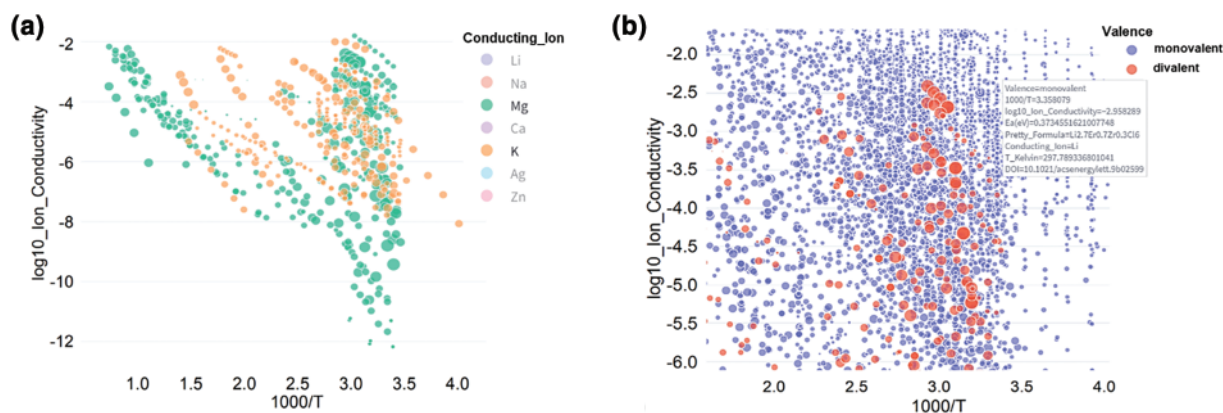 (a)
log10_Ion_Conductivity
-2
-4
-6
-8
-10
-12
1.0 1.5 2.0 2.5 3.0 3.5 4.0
1000/T
Conducting_Ion
Li
Na
Mg
Ca
K
Ag
Zn
(b)
log10_Ion_Conductivity
-2.0
-2.5
-3.0
-3.5
-4.0
-4.5
-5.0
-5.5
-6.0
2.0 2.5 3.0 3.5 4.0
1000/T
Valence
monovalent
divalent
Valence=monovalent
1000/T=3.358079
log10_Ion_Conductivity=−2.958289
Ea(eV)=0.3734551621007748
Pretty_Formula=Li2.7Er0.7Zr0.3Cl6
Conducting_Ion=Li
T_Kelvin=297.789336801041
DOI=10.1021/acsenergylett.9b02599